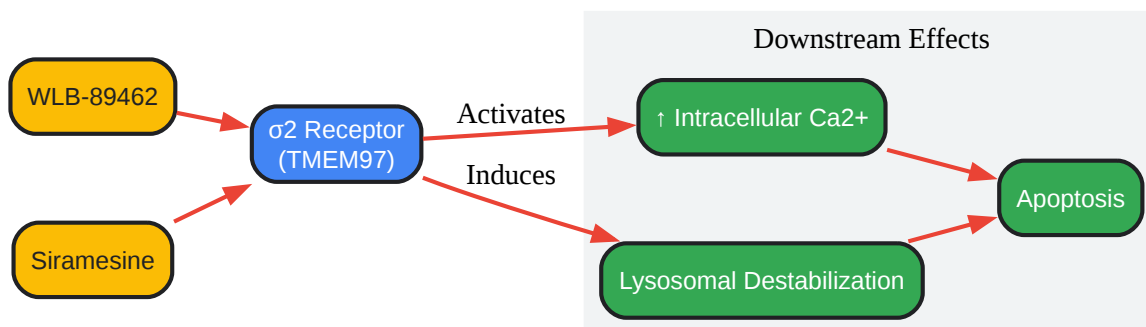 Downstream Effects
WLB-89462
Siramesine
σ2 Receptor
(TMEM97)
Activates
Induces
↑ Intracellular Ca2+
Lysosomal Destabilization
Apoptosis